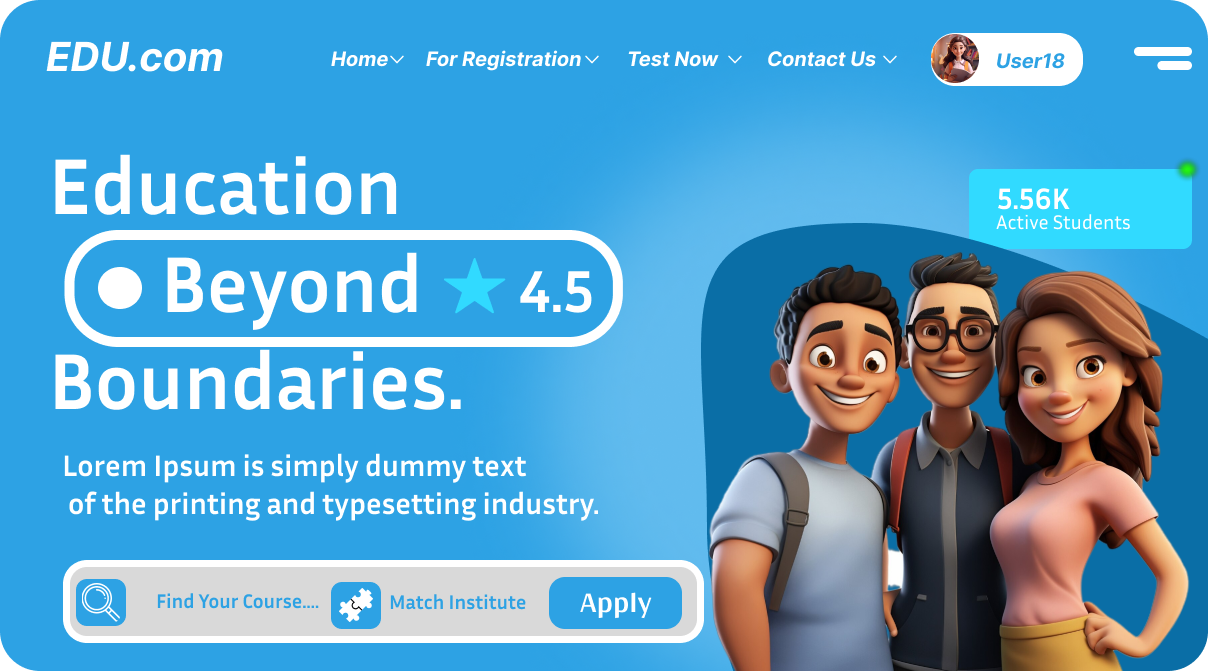 EDU.com
Home
For Registration
Test Now
Contact Us
User18
Education
Beyond 4.5
Boundaries.
5.56K
Active Students
Lorem Ipsum is simply dummy text
of the printing and typesetting industry.
Find Your Course....
Match Institute
Apply